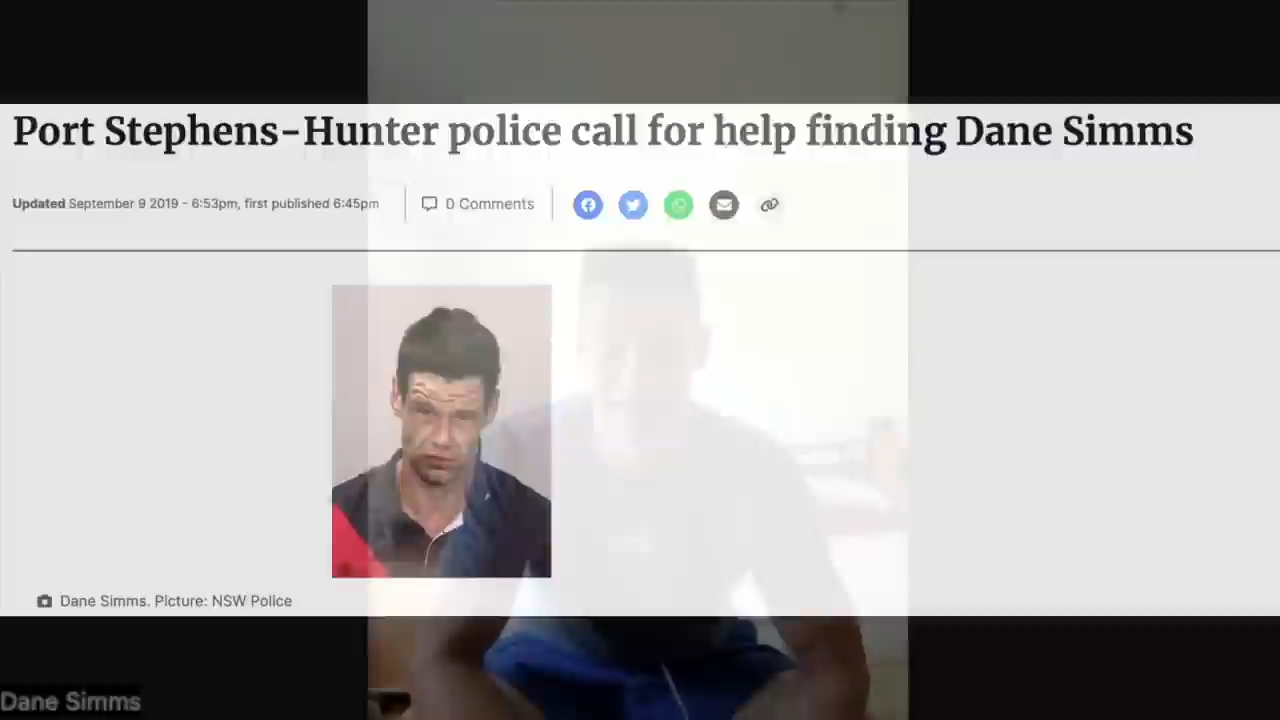 Port Stephens-Hunter police call for help finding Dane Simms
Updated September 9 2019 - 6:53pm, first published 6:45pm
0 Comments
Dane Simms. Picture: NSW Police
Dane Simms